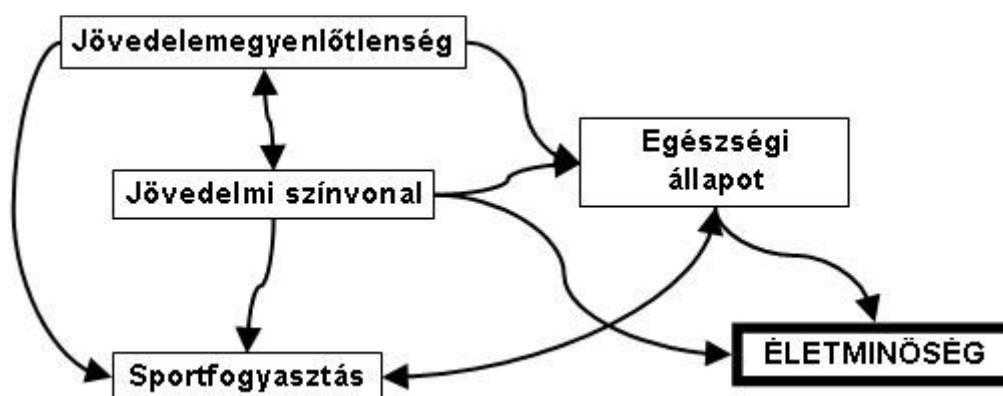 Jövedelemegyenlőtlenség
Egészségi
állapot
Jövedelmi színvonal
ÉLETMINŐSÉG
Sportfogyasztás